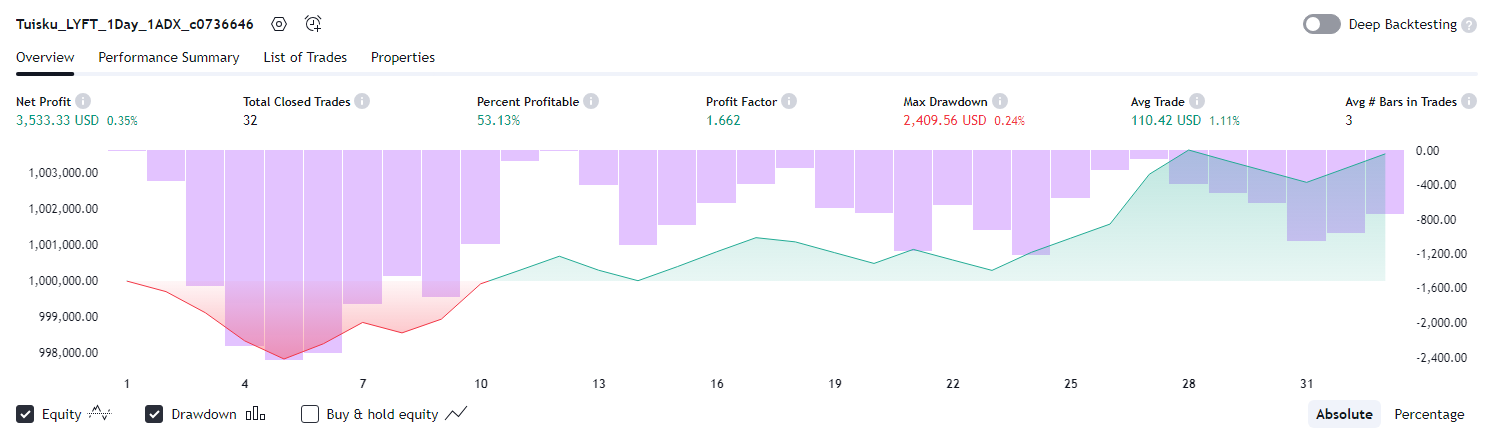 Tuisku_LYFT_1Day_1ADX_c0736646 Deep Backtesting ?
Overview Performance Summary List of Trades Properties
Net Profit i Total Closed Trades i Percent Profitable i Profit Factor i Max Drawdown i Avg Trade i Avg # Bars in Trades i
3,533.33 USD 0.35% 32 53.13% 1.662 2,409.56 USD 0.24% 110.42 USD 1.11% 3
1,003,000.00
1,002,000.00
1,001,000.00
1,000,000.00
999,000.00
998,000.00
0.00
-400.00
-800.00
-1,200.00
-1,600.00
-2,000.00
-2,400.00
1 4 7 10 13 16 19 22 25 28 31
Equity Drawdown Buy & hold equity Absolute Percentage